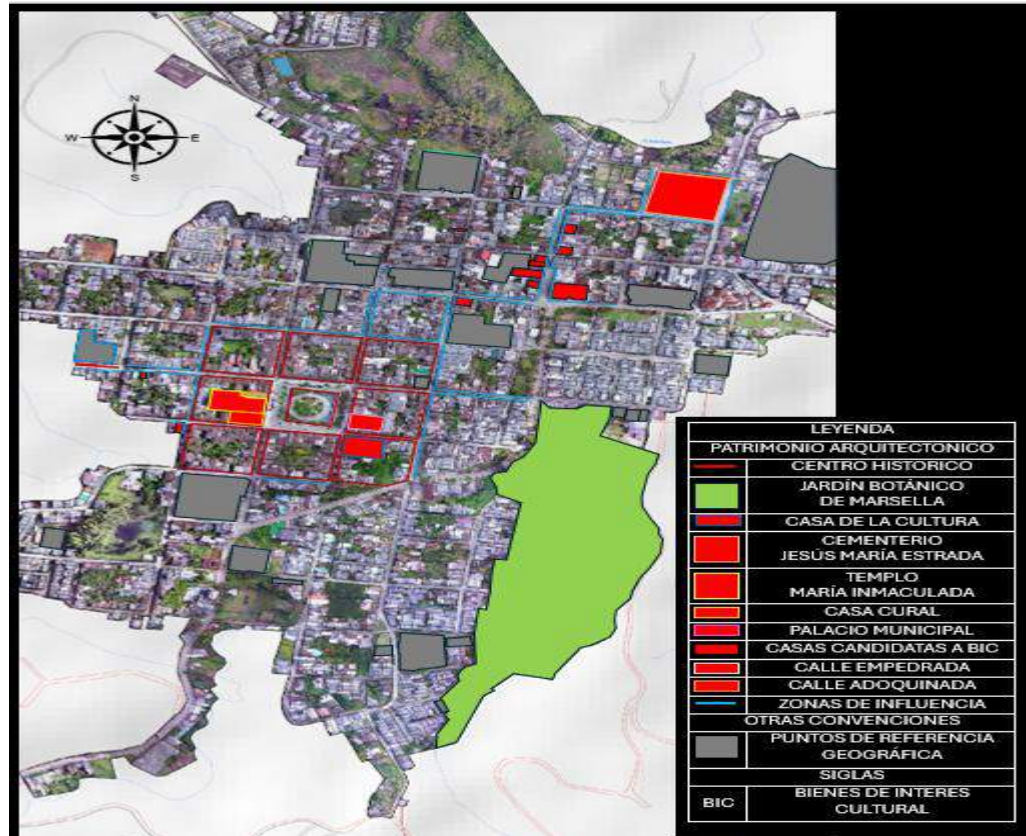 N
W
E
S
LEYENDA
PATRIMONIO ARQUITECTONICO
CENTRO HISTORICO
JARDÍN BOTÁNICO
DE MARSELLA
CASA DE LA CULTURA
CEMENTERIO
JESÚS MARÍA ESTRADA
TEMPLO
MARÍA INMACULADA
CASA CURAL
PALACIO MUNICIPAL
CASAS CANDIDATAS A BIC
CALLE EMPEDRADA
CALLE ADOQUINADA
ZONAS DE INFLUENCIA
OTRAS CONVENCIONES
PUNTOS DE REFERENCIA
GEOGRÁFICA
SIGLAS
BIC
BIENES DE INTERES
CULTURAL